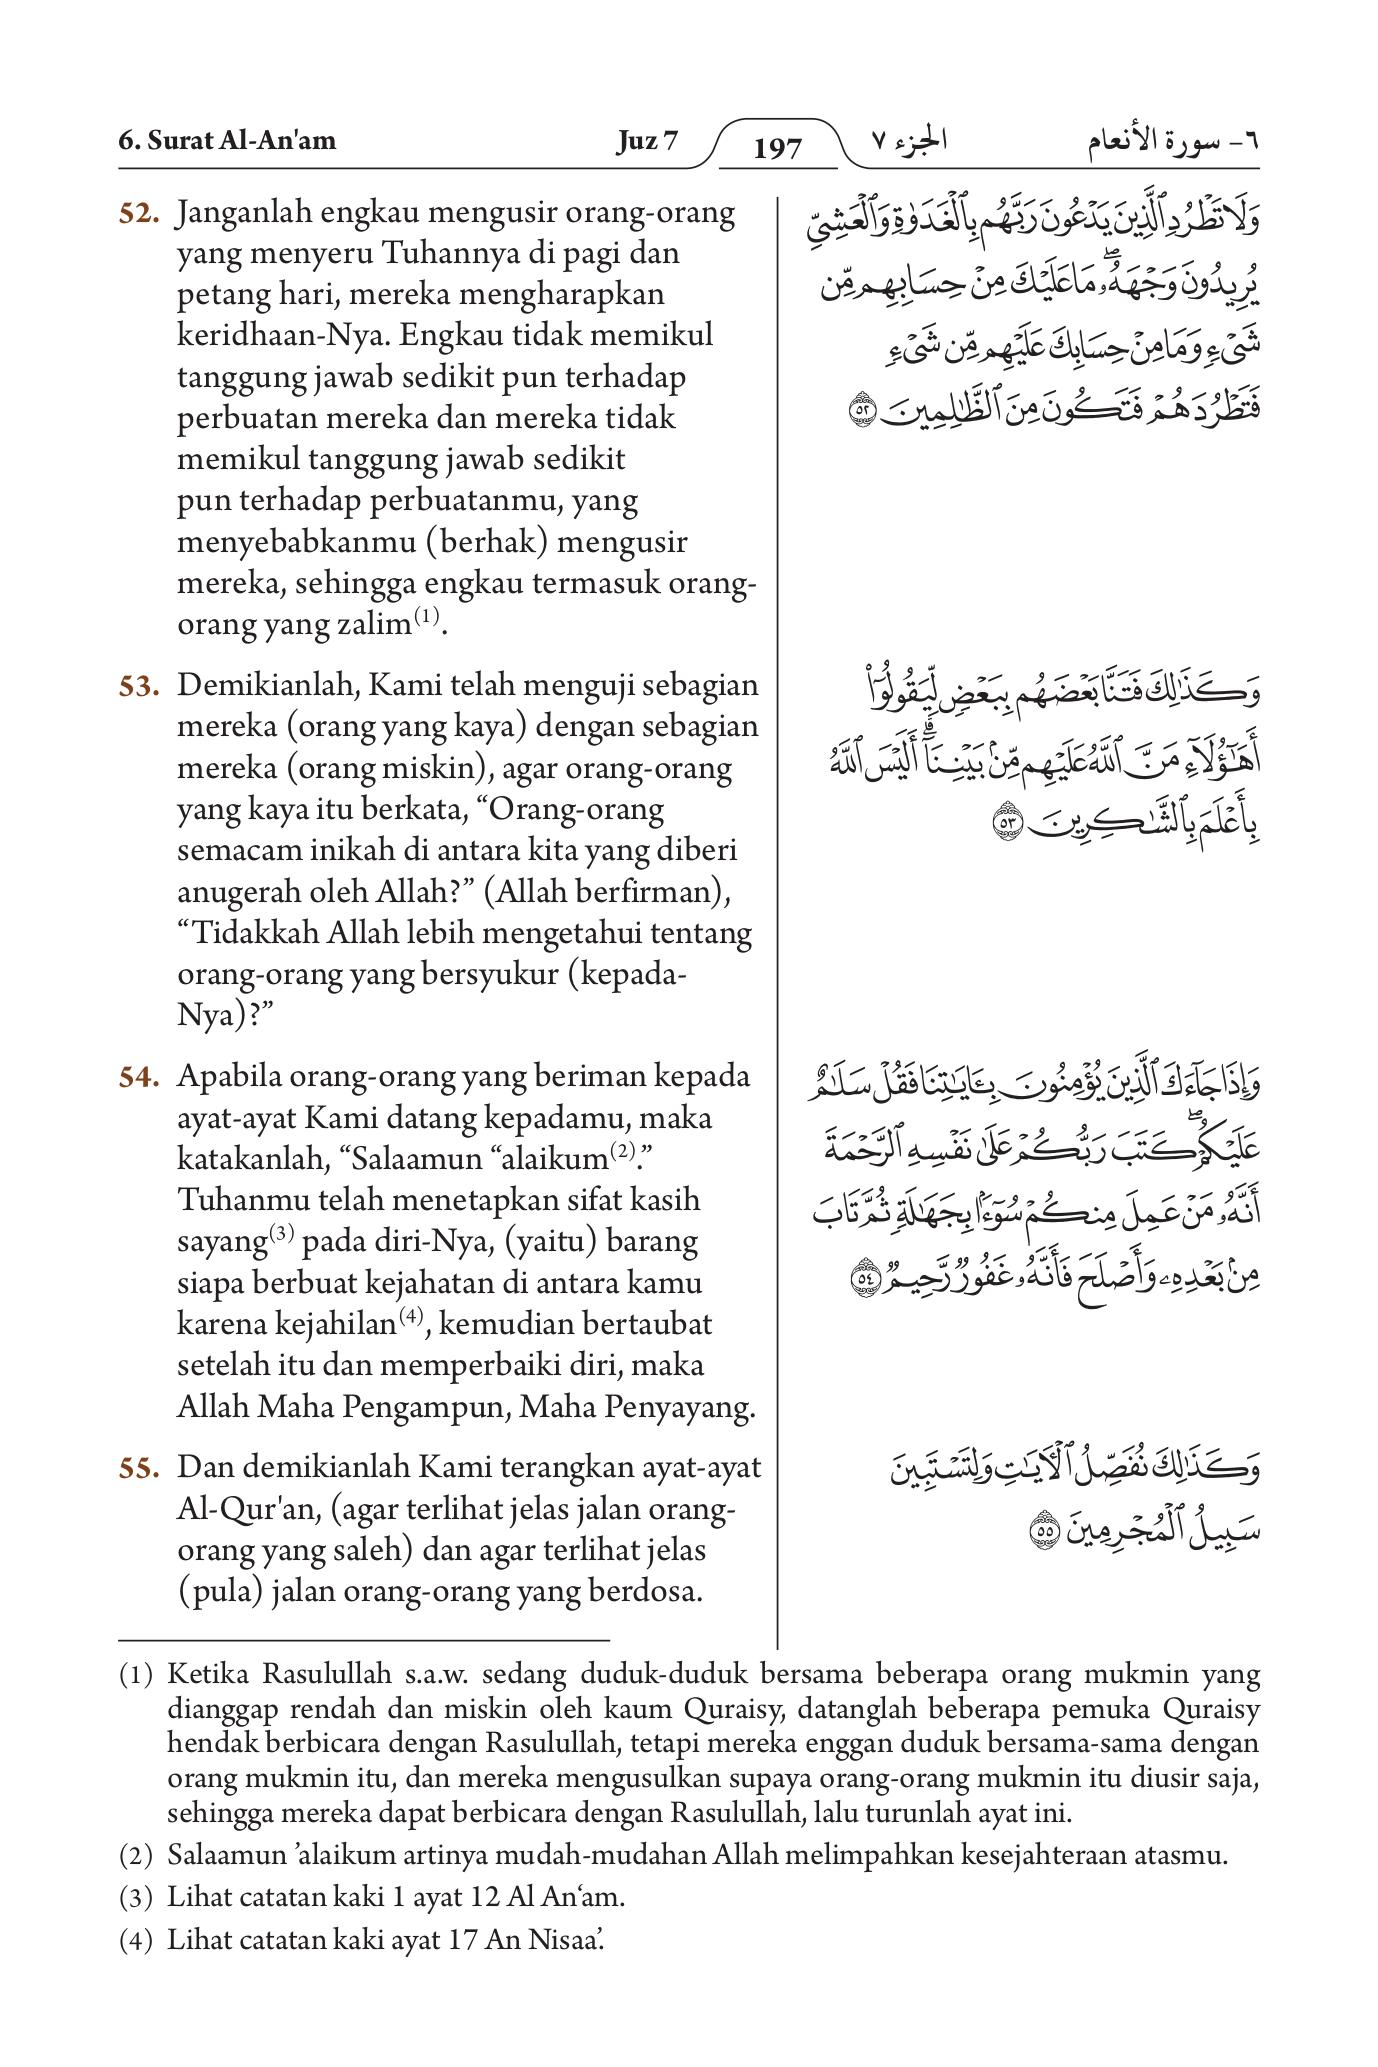 6. Surat Al-An'am Juz 7 197 الجزء ٧ ٦- سورة الأنعام
52. Janganlah engkau mengusir orang-orang
yang menyeru Tuhannya di pagi dan
petang hari, mereka mengharapkan
keridhaan-Nya. Engkau tidak memikul
tanggung jawab sedikit pun terhadap
perbuatan mereka dan mereka tidak
memikul tanggung jawab sedikit
pun terhadap perbuatanmu, yang
menyebabkanmu (berhak) mengusir
mereka, sehingga engkau termasuk orang-
orang yang zalim(1).
53. Demikianlah, Kami telah menguji sebagian
mereka (orang yang kaya) dengan sebagian
mereka (orang miskin), agar orang-orang
yang kaya itu berkata, “Orang-orang
semacam inikah di antara kita yang diberi
anugerah oleh Allah?” (Allah berfirman),
“Tidakkah Allah lebih mengetahui tentang
orang-orang yang bersyukur (kepada-
Nya)?”
54. Apabila orang-orang yang beriman kepada
ayat-ayat Kami datang kepadamu, maka
katakanlah, “Salaamun “alaikum(2).”
Tuhanmu telah menetapkan sifat kasih
sayang(3) pada diri-Nya, (yaitu) barang
siapa berbuat kejahatan di antara kamu
karena kejahilan(4), kemudian bertaubat
setelah itu dan memperbaiki diri, maka
Allah Maha Pengampun, Maha Penyayang.
55. Dan demikianlah Kami terangkan ayat-ayat
Al-Qur'an, (agar terlihat jelas jalan orang-
orang yang saleh) dan agar terlihat jelas
(pula) jalan orang-orang yang berdosa.
وَلَا تَطْرُدِ ٱلَّذِينَ يَدْعُونَ رَبَّهُم بِٱلْغَدَوٰةِ وَٱلْعَشِيِّ
يُرِيدُونَ وَجْهَهُۥۖ مَا عَلَيْكَ مِنْ حِسَابِهِم مِّن
شَىْءٍ وَمَا مِنْ حِسَابِكَ عَلَيْهِم مِّن شَىْءٍ
فَتَطْرُدَهُمْ فَتَكُونَ مِنَ ٱلظَّٰلِمِينَ ٥٢
وَكَذَٰلِكَ فَتَنَّا بَعْضَهُم بِبَعْضٍ لِّيَقُولُوٓا۟
أَهَٰٓؤُلَآءِ مَنَّ ٱللَّهُ عَلَيْهِم مِّنۢ بَيْنِنَآۗ أَلَيْسَ ٱللَّهُ
بِأَعْلَمَ بِٱلشَّٰكِرِينَ ٥٣
وَإِذَا جَآءَكَ ٱلَّذِينَ يُؤْمِنُونَ بِـَٔايَٰتِنَا فَقُلْ سَلَٰمٌ
عَلَيْكُمْۖ كَتَبَ رَبُّكُمْ عَلَىٰ نَفْسِهِ ٱلرَّحْمَةَ
أَنَّهُۥ مَنْ عَمِلَ مِنكُمْ سُوٓءًۢا بِجَهَٰلَةٍ ثُمَّ تَابَ
مِنۢ بَعْدِهِۦ وَأَصْلَحَ فَأَنَّهُۥ غَفُورٌ رَّحِيمٌ ٥٤
وَكَذَٰلِكَ نُفَصِّلُ ٱلْـَٔايَٰتِ وَلِتَسْتَبِينَ
سَبِيلُ ٱلْمُجْرِمِينَ ٥٥
(1) Ketika Rasulullah s.a.w. sedang duduk-duduk bersama beberapa orang mukmin yang
dianggap rendah dan miskin oleh kaum Quraisy, datanglah beberapa pemuka Quraisy
hendak berbicara dengan Rasulullah, tetapi mereka enggan duduk bersama-sama dengan
orang mukmin itu, dan mereka mengusulkan supaya orang-orang mukmin itu diusir saja,
sehingga mereka dapat berbicara dengan Rasulullah, lalu turunlah ayat ini.
(2) Salaamun ’alaikum artinya mudah-mudahan Allah melimpahkan kesejahteraan atasmu.
(3) Lihat catatan kaki 1 ayat 12 Al An‘am.
(4) Lihat catatan kaki ayat 17 An Nisaa’.